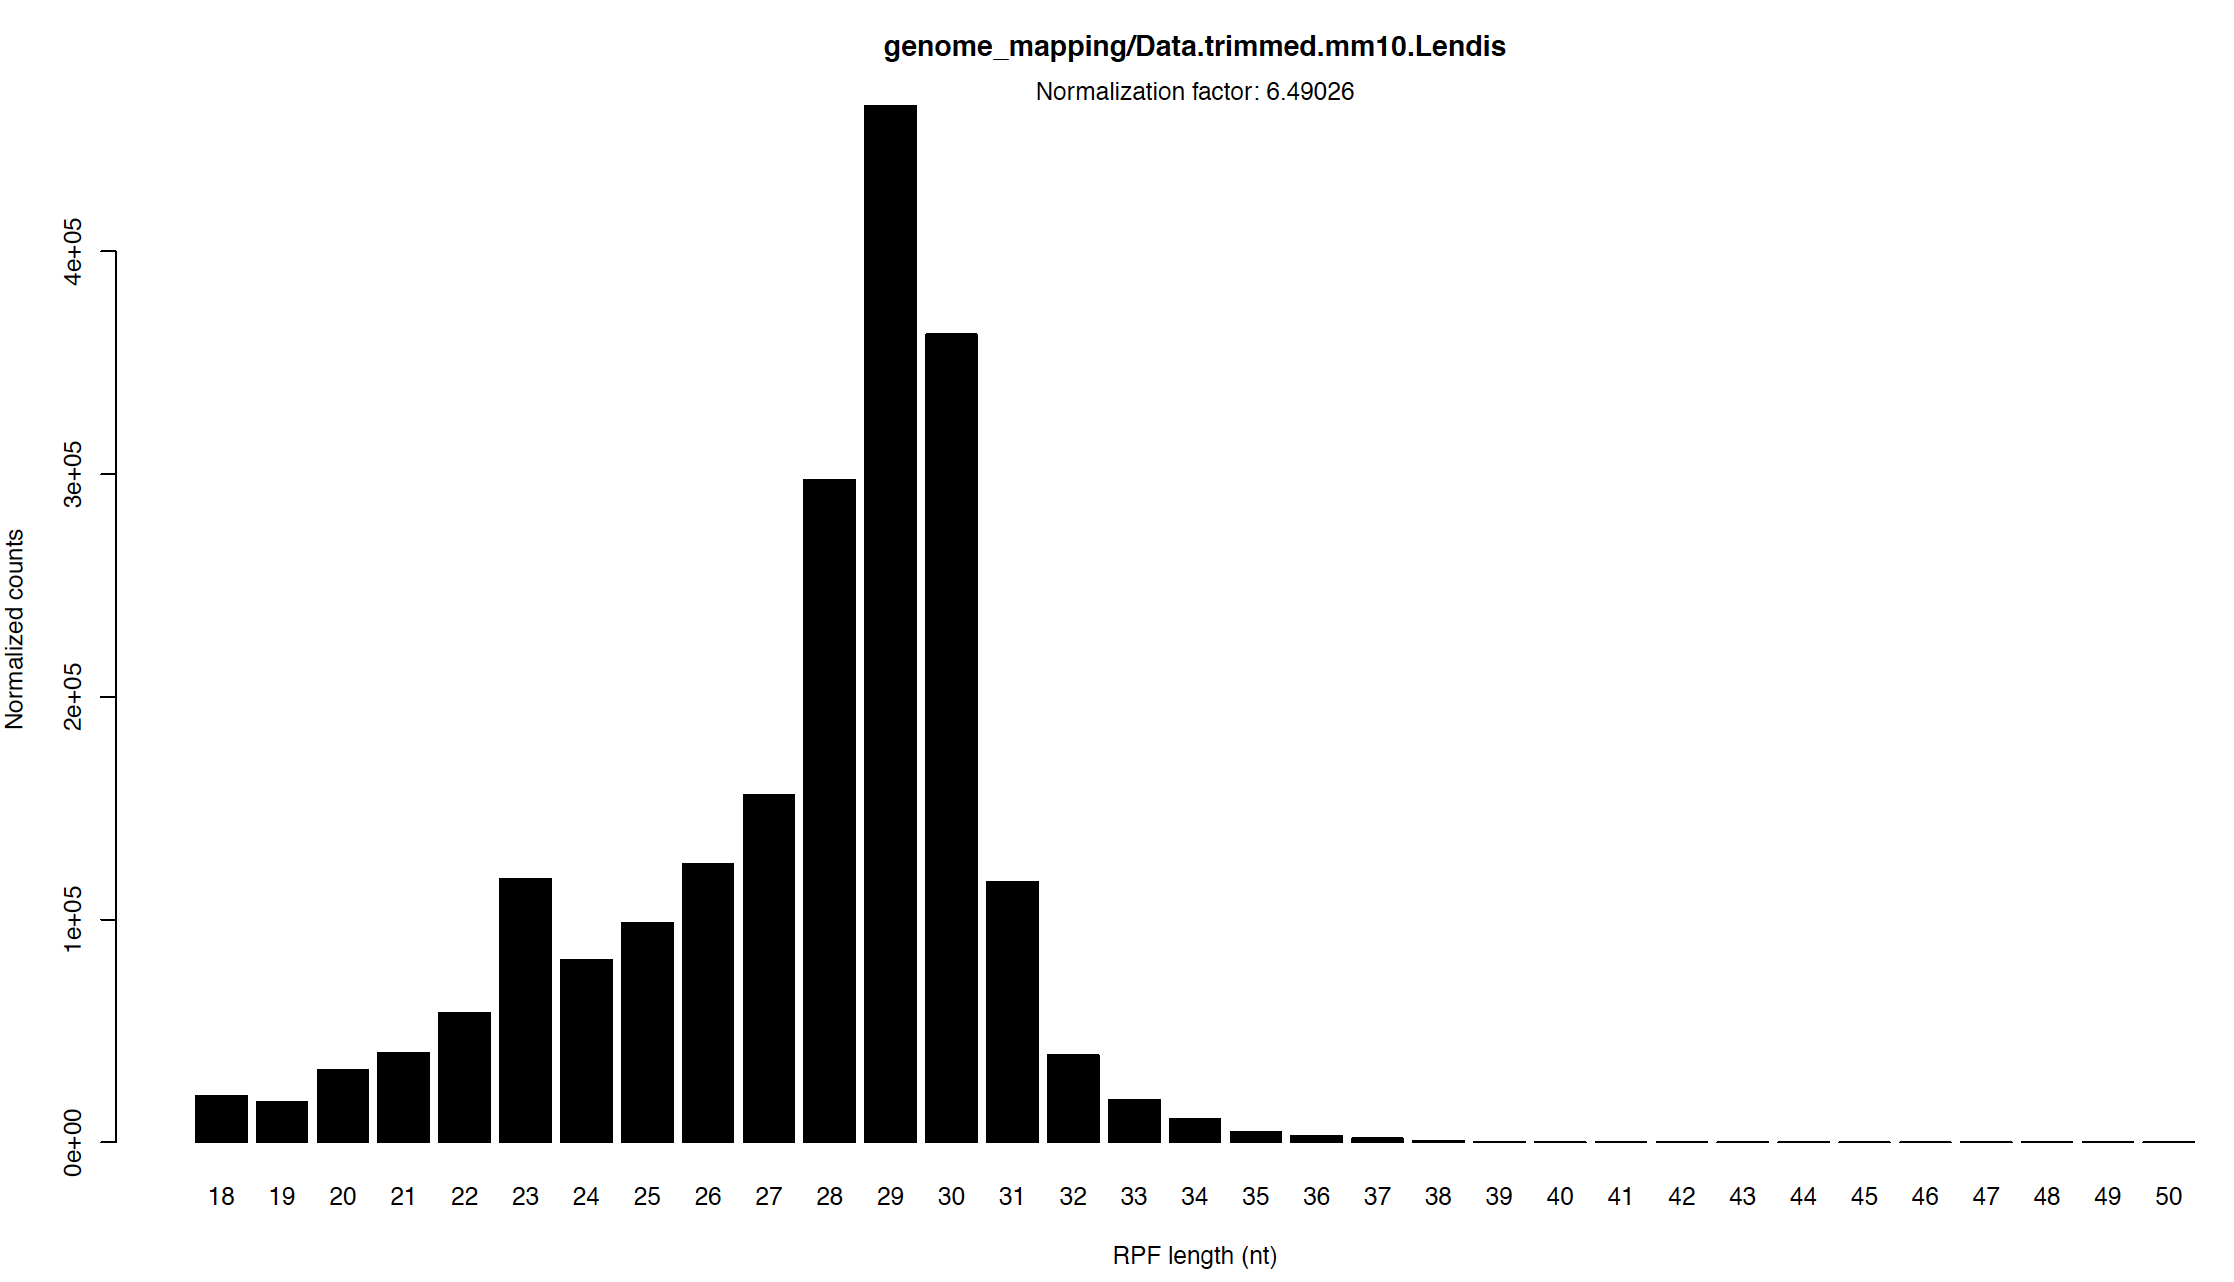 genome_mapping/Data.trimmed.mm10.Lendis
Normalization factor: 6.49026
4e+05
3e+05
2e+05
1e+05
0e+00
Normalized counts
18 19 20 21 22 23 24 25 26 27 28 29 30 31 32 33 34 35 36 37 38 39 40 41 42 43 44 45 46 47 48 49 50
RPF length (nt)